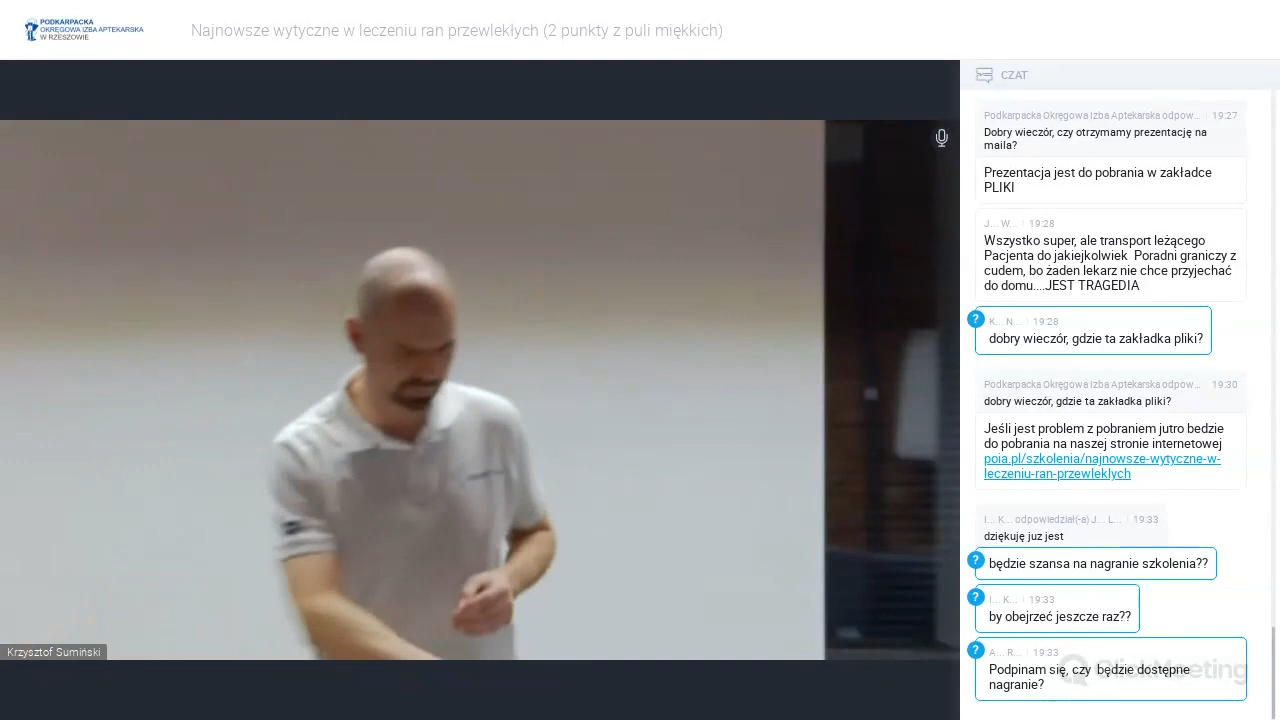 PODKARPACKA
OKRĘGOWA IZBA APTEKARSKA
W RZESZOWIE
Najnowsze wytyczne w leczeniu ran przewlekłych (2 punkty z puli miękkich)
CZAT
Podkarpacka Okręgowa Izba Aptekarska odpow... 19:27
Dobry wieczór, czy otrzymamy prezentację na
maila?
Prezentacja jest do pobrania w zakładce
PLIKI
J... W... 19:28
Wszystko super, ale transport leżącego
Pacjenta do jakiejkolwiek Poradni graniczy z
cudem, bo żaden lekarz nie chce przyjechać
do domu....JEST TRAGEDIA
?
K... N... 19:28
dobry wieczór, gdzie ta zakładka pliki?
Podkarpacka Okręgowa Izba Aptekarska odpow... 19:30
dobry wieczór, gdzie ta zakładka pliki?
Jeśli jest problem z pobraniem jutro bedzie
do pobrania na naszej stronie internetowej
poia.pl/szkolenia/najnowsze-wytyczne-w-
leczeniu-ran-przewleklych
I... K... odpowiedział(-a) J... L... 19:33
dziękuję juz jest
?
będzie szansa na nagranie szkolenia??
?
I... K... 19:33
by obejrzeć jeszcze raz??
?
A... R... 19:33
Podpinam się, czy będzie dostępne
nagranie?
ClickMeeting
Krzysztof Sumiński